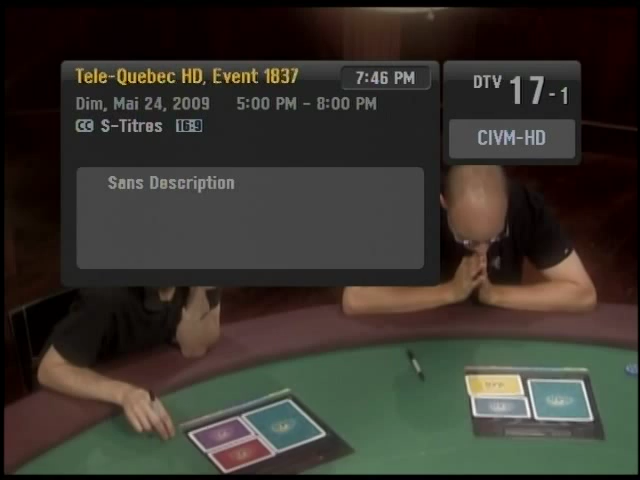 Tele-Quebec HD, Event 1837
7:46 PM
Dim, Mai 24, 2009 5:00 PM - 8:00 PM
CC S-Titres 16:9
Sans Description
DTV 17-1
CIVM-HD